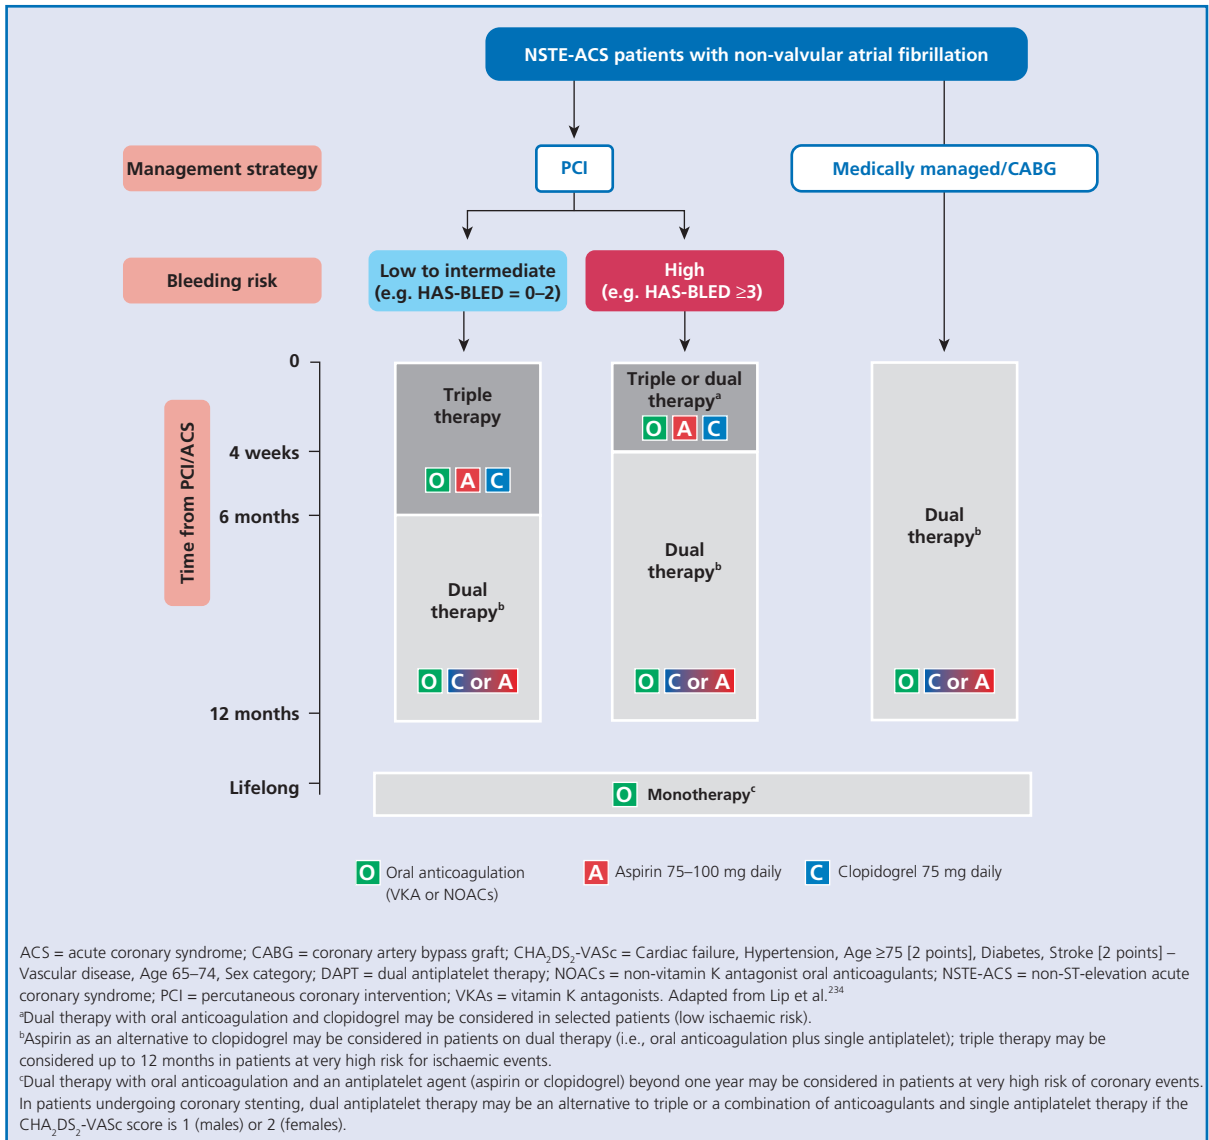 NSTE-ACS patients with non-valvular atrial fibrillation
Management strategy
PCI
Medically managed/CABG
Bleeding risk
Low to intermediate
(e.g. HAS-BLED = 0–2)
High
(e.g. HAS-BLED ≥3)
Time from PCI/ACS
0
4 weeks
6 months
12 months
Lifelong
Triple
therapy
O A C
Dual
therapyᵇ
O C or A
Triple or dual
therapyᵃ
O A C
Dual
therapyᵇ
O C or A
Dual
therapyᵇ
O C or A
O Monotherapyᶜ
O Oral anticoagulation
(VKA or NOACs)
A Aspirin 75–100 mg daily
C Clopidogrel 75 mg daily
ACS = acute coronary syndrome; CABG = coronary artery bypass graft; CHA₂DS₂-VASc = Cardiac failure, Hypertension, Age ≥75 [2 points], Diabetes, Stroke [2 points] –
Vascular disease, Age 65–74, Sex category; DAPT = dual antiplatelet therapy; NOACs = non-vitamin K antagonist oral anticoagulants; NSTE-ACS = non-ST-elevation acute
coronary syndrome; PCI = percutaneous coronary intervention; VKAs = vitamin K antagonists. Adapted from Lip et al.²³⁴
ᵃDual therapy with oral anticoagulation and clopidogrel may be considered in selected patients (low ischaemic risk).
ᵇAspirin as an alternative to clopidogrel may be considered in patients on dual therapy (i.e., oral anticoagulation plus single antiplatelet); triple therapy may be
considered up to 12 months in patients at very high risk for ischaemic events.
ᶜDual therapy with oral anticoagulation and an antiplatelet agent (aspirin or clopidogrel) beyond one year may be considered in patients at very high risk of coronary events.
In patients undergoing coronary stenting, dual antiplatelet therapy may be an alternative to triple or a combination of anticoagulants and single antiplatelet therapy if the
CHA₂DS₂-VASc score is 1 (males) or 2 (females).